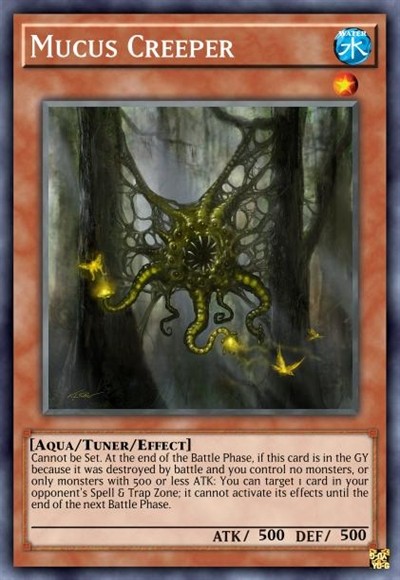 Mucus Creeper
WATER
水
[Aqua/Tuner/Effect]
Cannot be Set. At the end of the Battle Phase, if this card is in the GY
because it was destroyed by battle and you control no monsters, or
only monsters with 500 or less ATK: You can target 1 card in your
opponent's Spell & Trap Zone; it cannot activate its effects until the
end of the next Battle Phase.
ATK / 500 DEF / 500